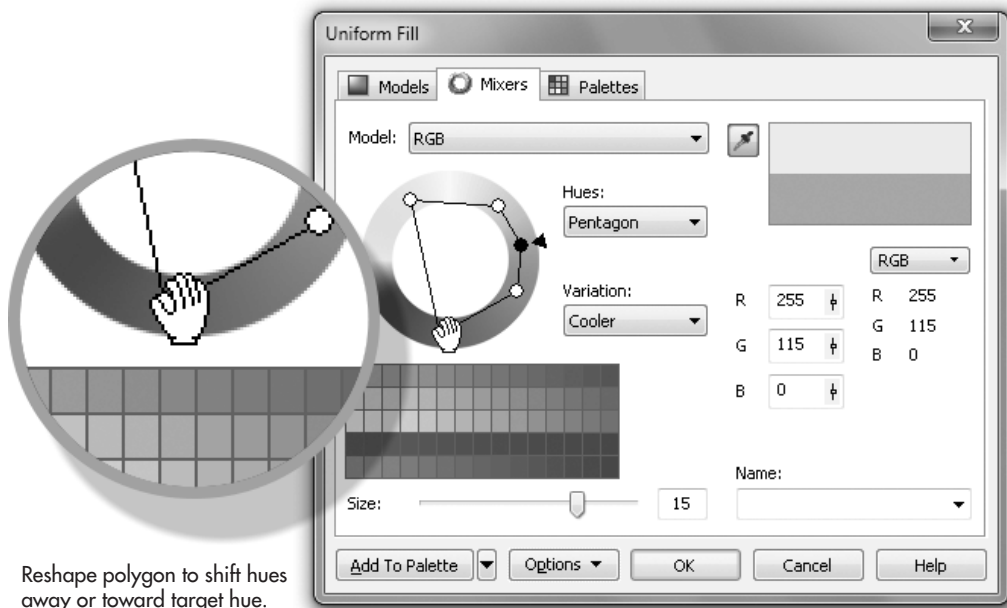 Uniform Fill
Models Mixers Palettes
Model: RGB
Hues:
Pentagon
Variation:
Cooler
RGB
R 255 R 255
G 115 G 115
B 0 B 0
Size: 15
Name:
Add To Palette Options OK Cancel Help
Reshape polygon to shift hues
away or toward target hue.